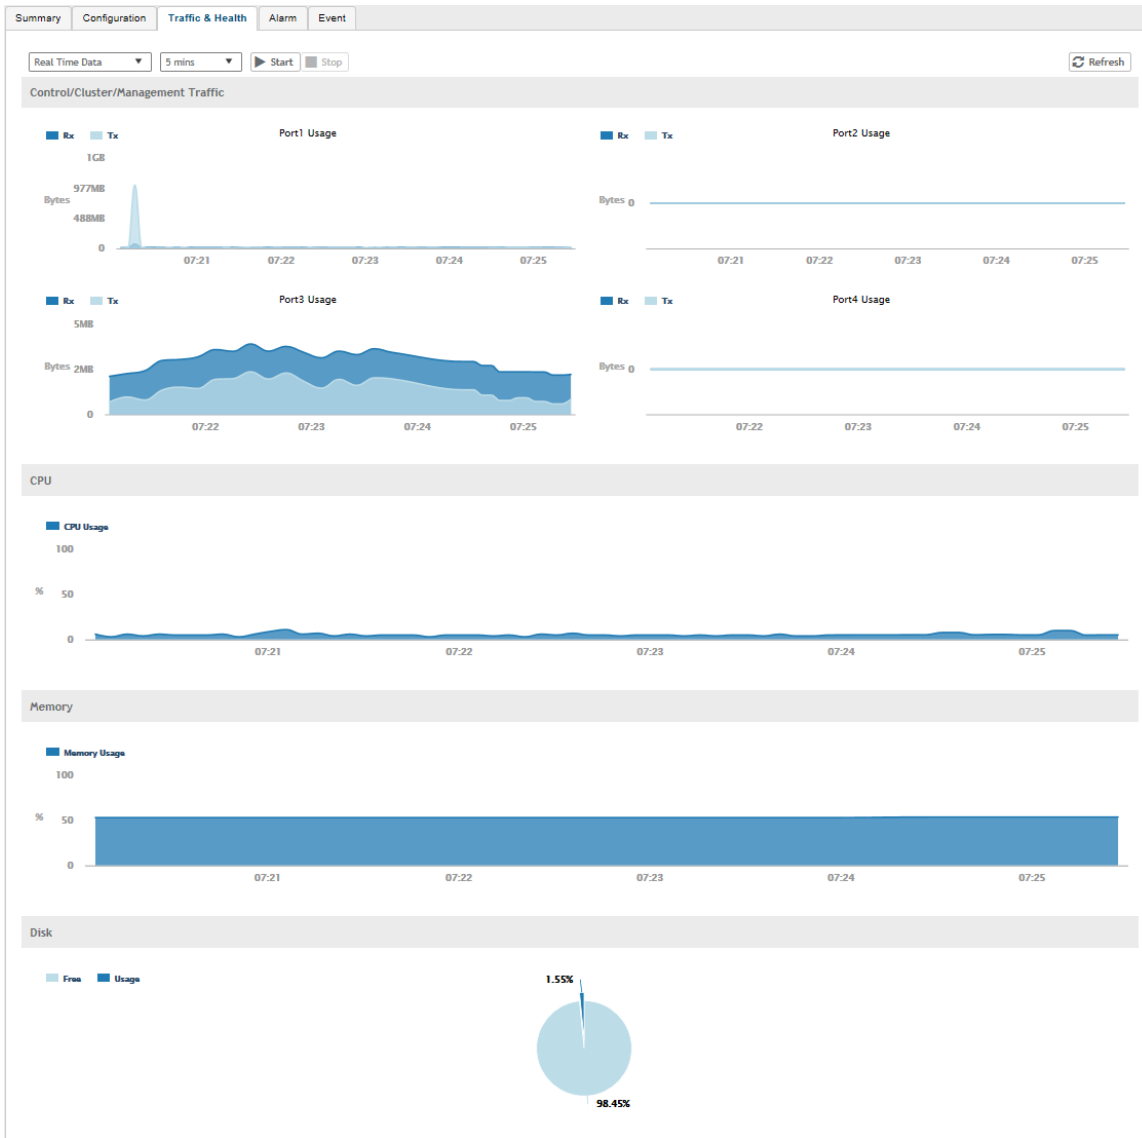 Summary Configuration Traffic & Health Alarm Event
Real Time Data 5 mins Start Stop Refresh
Control/Cluster/Management Traffic
Rx Tx Port1 Usage
1GB
977MB
Bytes
488MB
0
07:21 07:22 07:23 07:24 07:25
Rx Tx Port2 Usage
Bytes 0
07:21 07:22 07:23 07:24 07:25
Rx Tx Port3 Usage
5MB
Bytes 2MB
0
07:22 07:23 07:24 07:25
Rx Tx Port4 Usage
Bytes 0
07:22 07:23 07:24 07:25
CPU
CPU Usage
100
% 50
0
07:21 07:22 07:23 07:24 07:25
Memory
Memory Usage
100
% 50
0
07:21 07:22 07:23 07:24 07:25
Disk
Free Usage
1.55%
98.45%